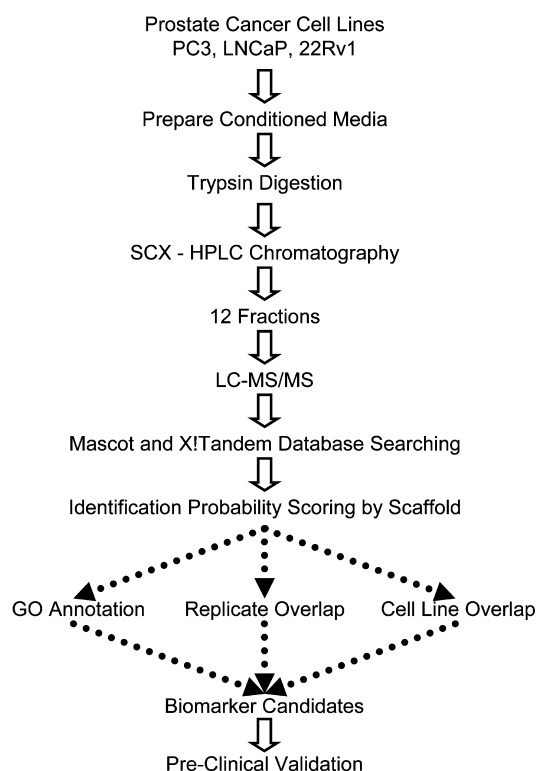 Prostate Cancer Cell Lines
PC3, LNCaP, 22Rv1
Prepare Conditioned Media
Trypsin Digestion
SCX - HPLC Chromatography
12 Fractions
LC-MS/MS
Mascot and X!Tandem Database Searching
Identification Probability Scoring by Scaffold
GO Annotation
Replicate Overlap
Cell Line Overlap
Biomarker Candidates
Pre-Clinical Validation